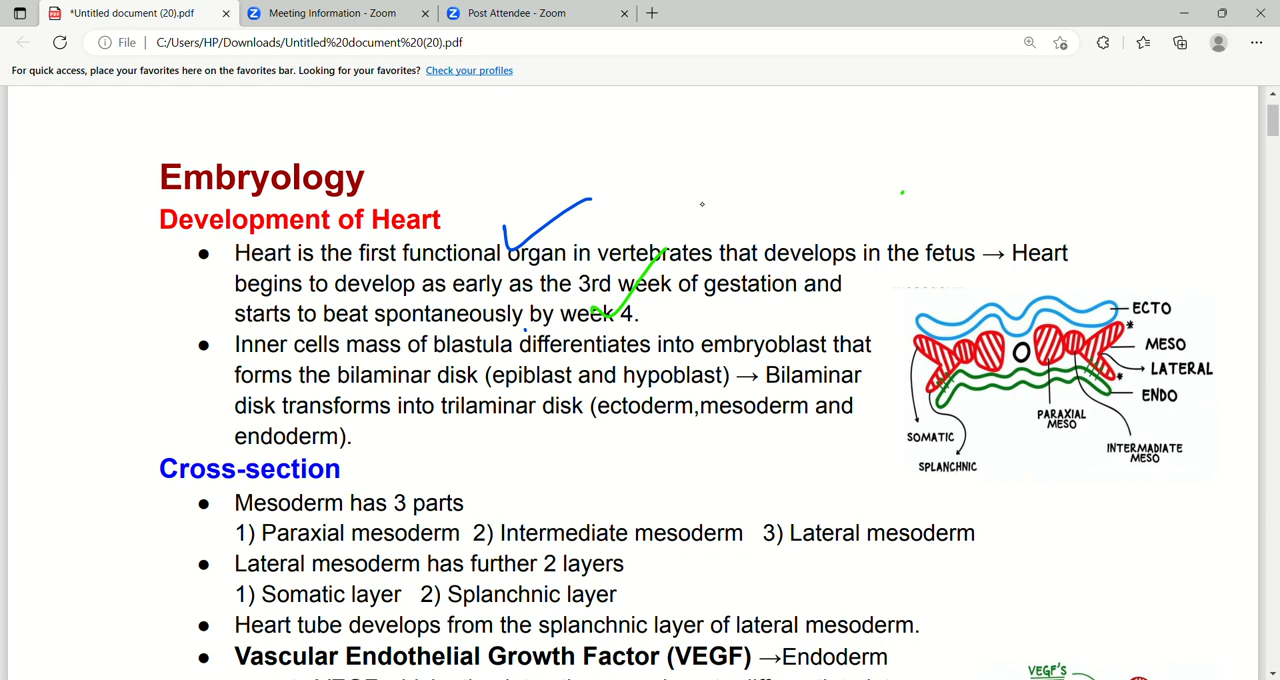 *Untitled document (20).pdf
Meeting Information - Zoom
Post Attendee - Zoom
File
C:/Users/HP/Downloads/Untitled%20document%20(20).pdf
For quick access, place your favorites here on the favorites bar. Looking for your favorites? Check your profiles
Embryology
Development of Heart
● Heart is the first functional organ in vertebrates that develops in the fetus → Heart
begins to develop as early as the 3rd week of gestation and
starts to beat spontaneously by week 4.
● Inner cells mass of blastula differentiates into embryoblast that
forms the bilaminar disk (epiblast and hypoblast) → Bilaminar
disk transforms into trilaminar disk (ectoderm,mesoderm and
endoderm).
ECTO
MESO
LATERAL
ENDO
PARAXIAL
MESO
SOMATIC
INTERMADIATE
MESO
SPLANCHNIC
Cross-section
● Mesoderm has 3 parts
1) Paraxial mesoderm 2) Intermediate mesoderm 3) Lateral mesoderm
● Lateral mesoderm has further 2 layers
1) Somatic layer 2) Splanchnic layer
● Heart tube develops from the splanchnic layer of lateral mesoderm.
● Vascular Endothelial Growth Factor (VEGF) →Endoderm
VEGF'S